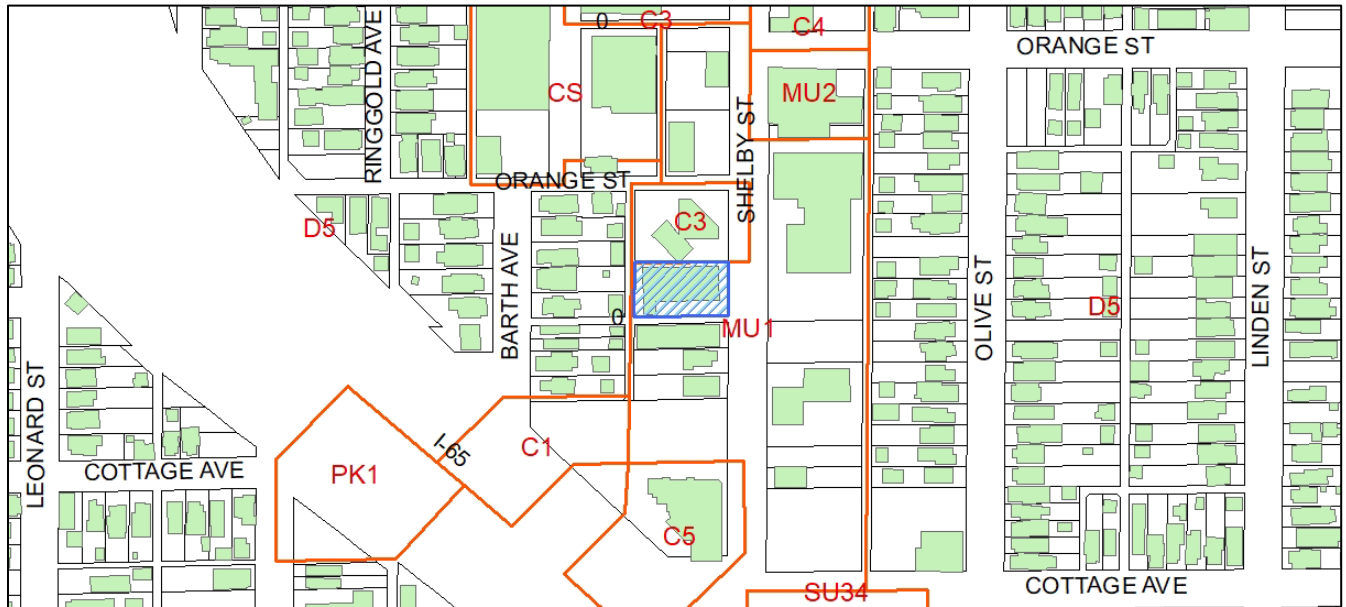 0
C3
C4
ORANGE ST
RINGGOLD AVE
CS
MU2
SHELBY ST
ORANGE ST
D5
C3
BARTH AVE
OLIVE ST
LINDEN ST
D5
0
MU1
LEONARD ST
I-65
C1
COTTAGE AVE
PK1
C5
SU34
COTTAGE AVE